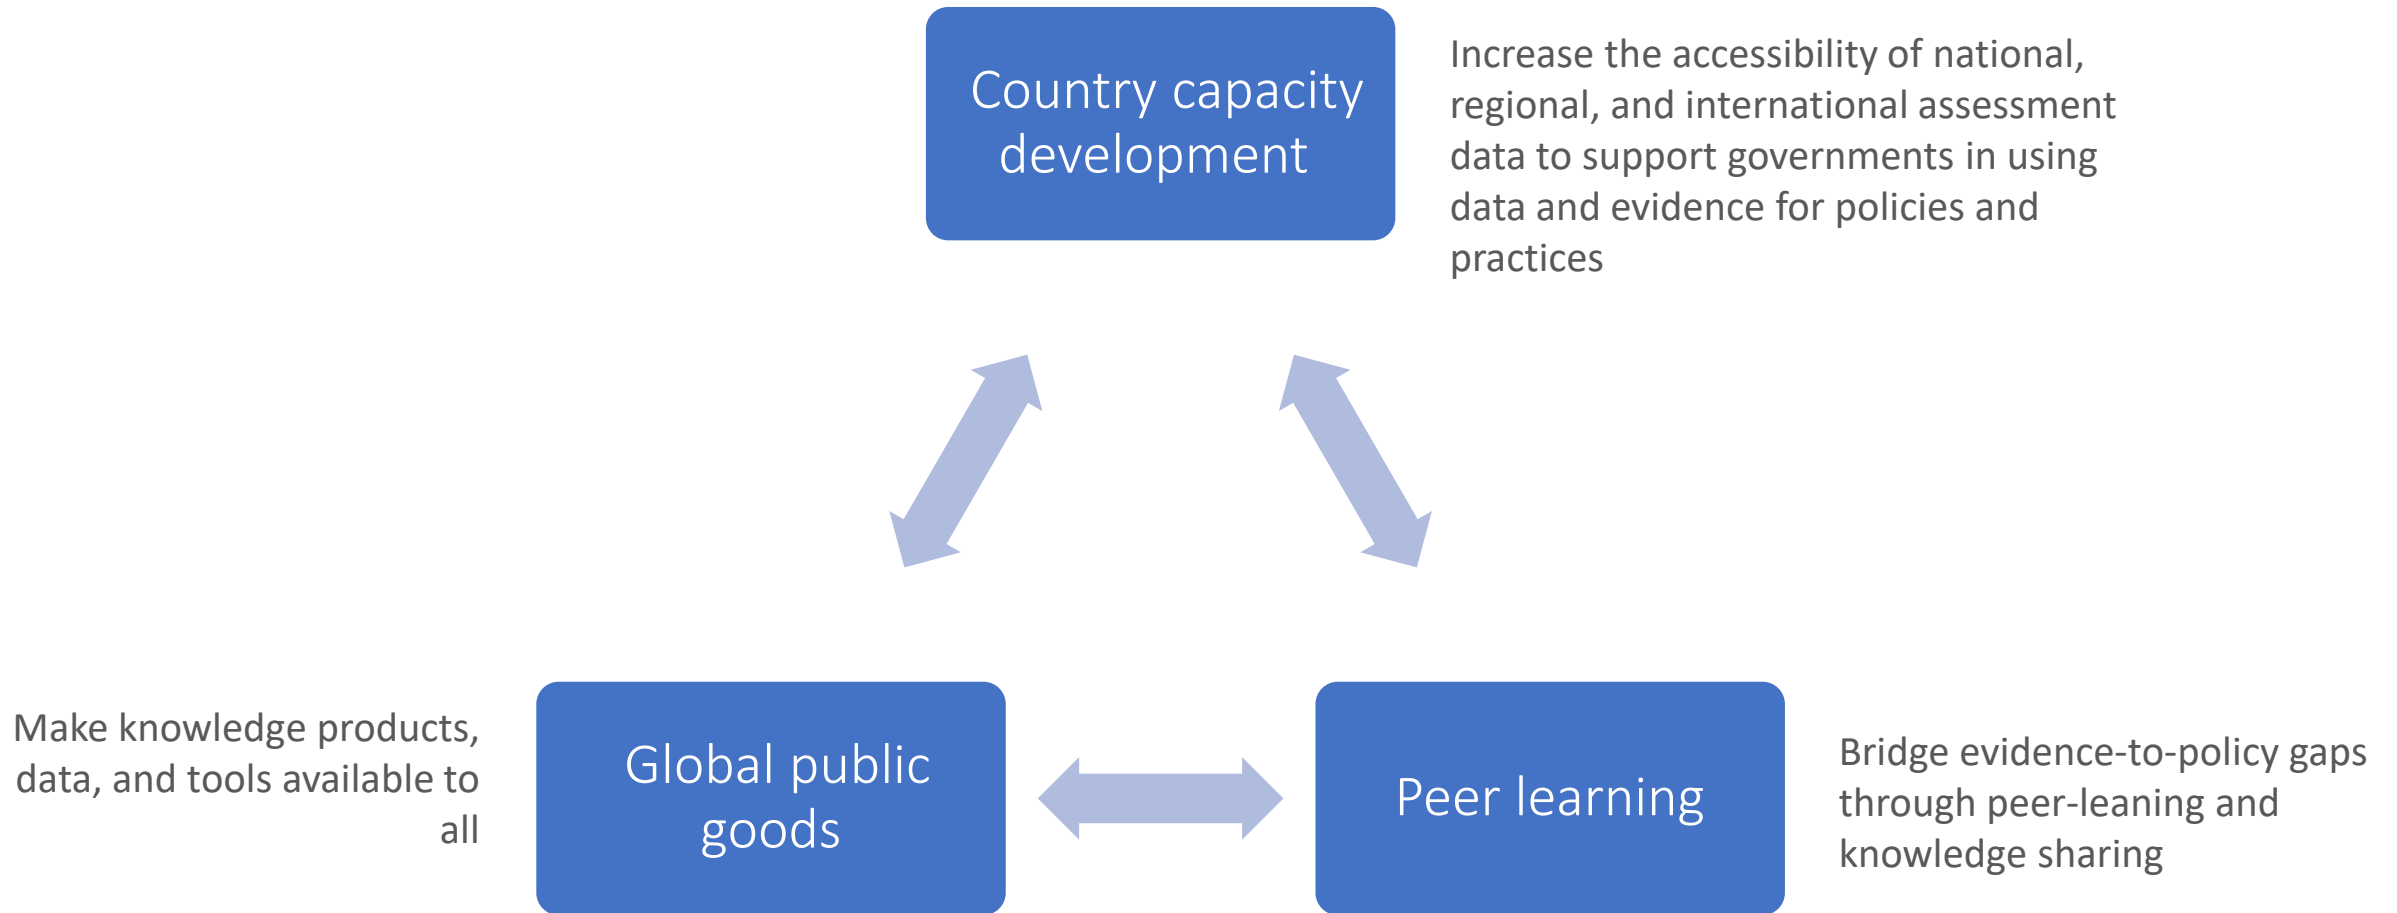 Country capacity
development
Increase the accessibility of national,
regional, and international assessment
data to support governments in using
data and evidence for policies and
practices
Make knowledge products,
data, and tools available to
all
Global public
goods
Peer learning
Bridge evidence-to-policy gaps
through peer-leaning and
knowledge sharing